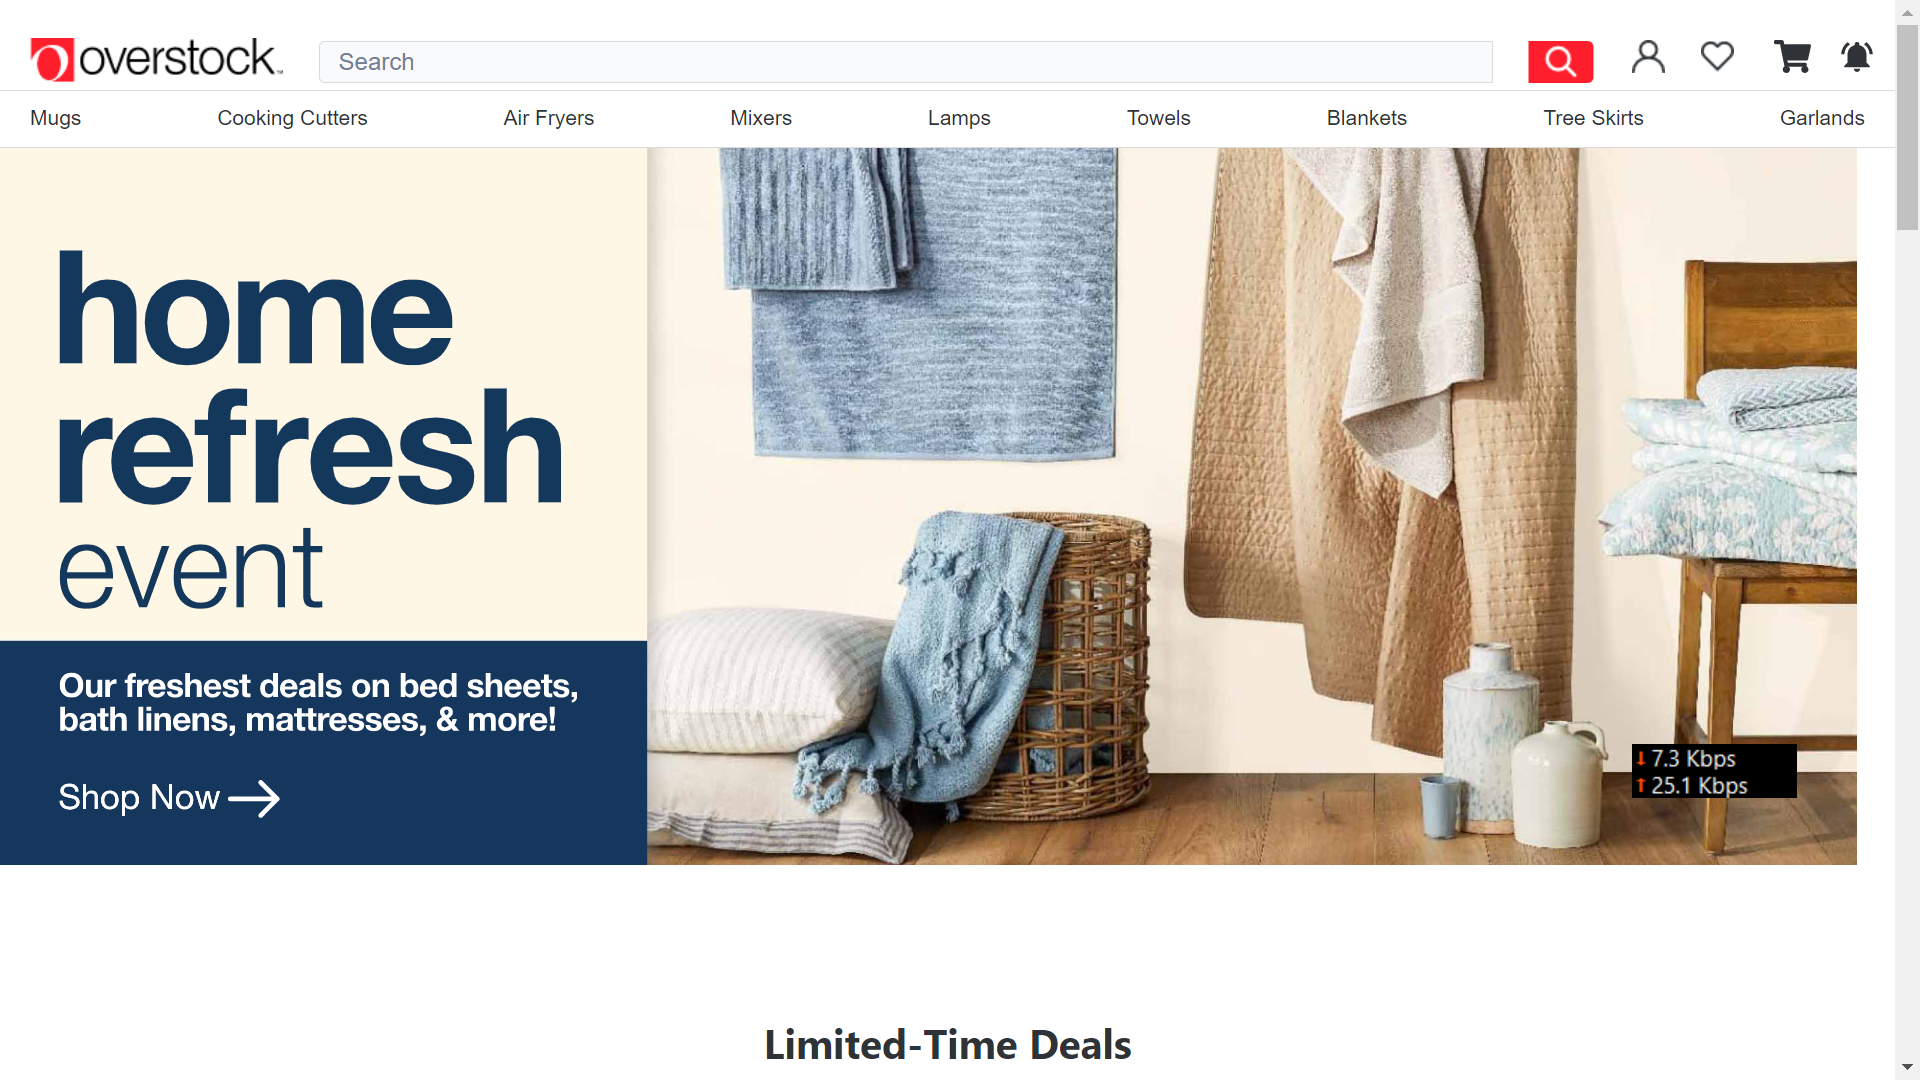 overstock™
Search
Mugs Cooking Cutters Air Fryers Mixers Lamps Towels Blankets Tree Skirts Garlands
home
refresh
event
Our freshest deals on bed sheets,
bath linens, mattresses, & more!
Shop Now →
↓ 7.3 Kbps
↑ 25.1 Kbps
Limited-Time Deals